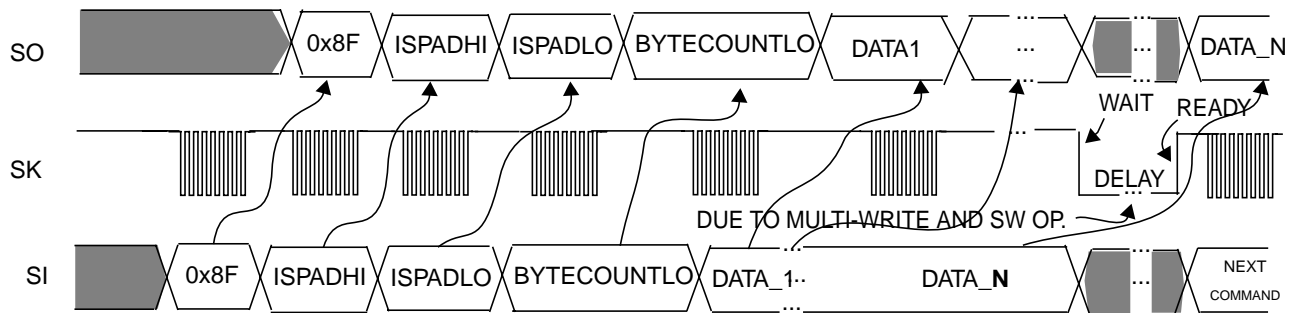 SO 0x8F ISPADHI ISPADLO BYTECOUNTLO DATA1 ... ... ... ... ... ... DATA_N
WAIT READY
SK ...
DELAY
...
DUE TO MULTI-WRITE AND SW OP.
SI 0x8F ISPADHI ISPADLO BYTECOUNTLO DATA_1.. ... ... DATA_N ... ... NEXT
COMMAND